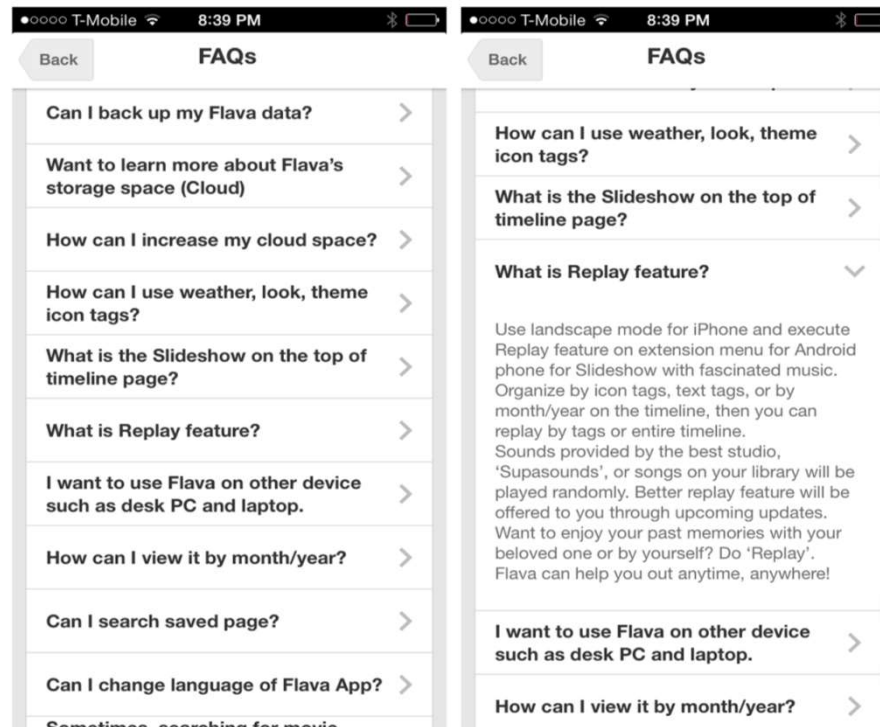 ●○○○○ T-Mobile 8:39 PM
Back FAQs
Can I back up my Flava data?
Want to learn more about Flava's
storage space (Cloud)
How can I increase my cloud space?
How can I use weather, look, theme
icon tags?
What is the Slideshow on the top of
timeline page?
What is Replay feature?
I want to use Flava on other device
such as desk PC and laptop.
How can I view it by month/year?
Can I search saved page?
Can I change language of Flava App?
Sometimes, searching for movie
●○○○○ T-Mobile 8:39 PM
Back FAQs
How can I use weather, look, theme
icon tags?
What is the Slideshow on the top of
timeline page?
What is Replay feature?
Use landscape mode for iPhone and execute
Replay feature on extension menu for Android
phone for Slideshow with fascinated music.
Organize by icon tags, text tags, or by
month/year on the timeline, then you can
replay by tags or entire timeline.
Sounds provided by the best studio,
‘Supasounds’, or songs on your library will be
played randomly. Better replay feature will be
offered to you through upcoming updates.
Want to enjoy your past memories with your
beloved one or by yourself? Do ‘Replay’.
Flava can help you out anytime, anywhere!
I want to use Flava on other device
such as desk PC and laptop.
How can I view it by month/year?